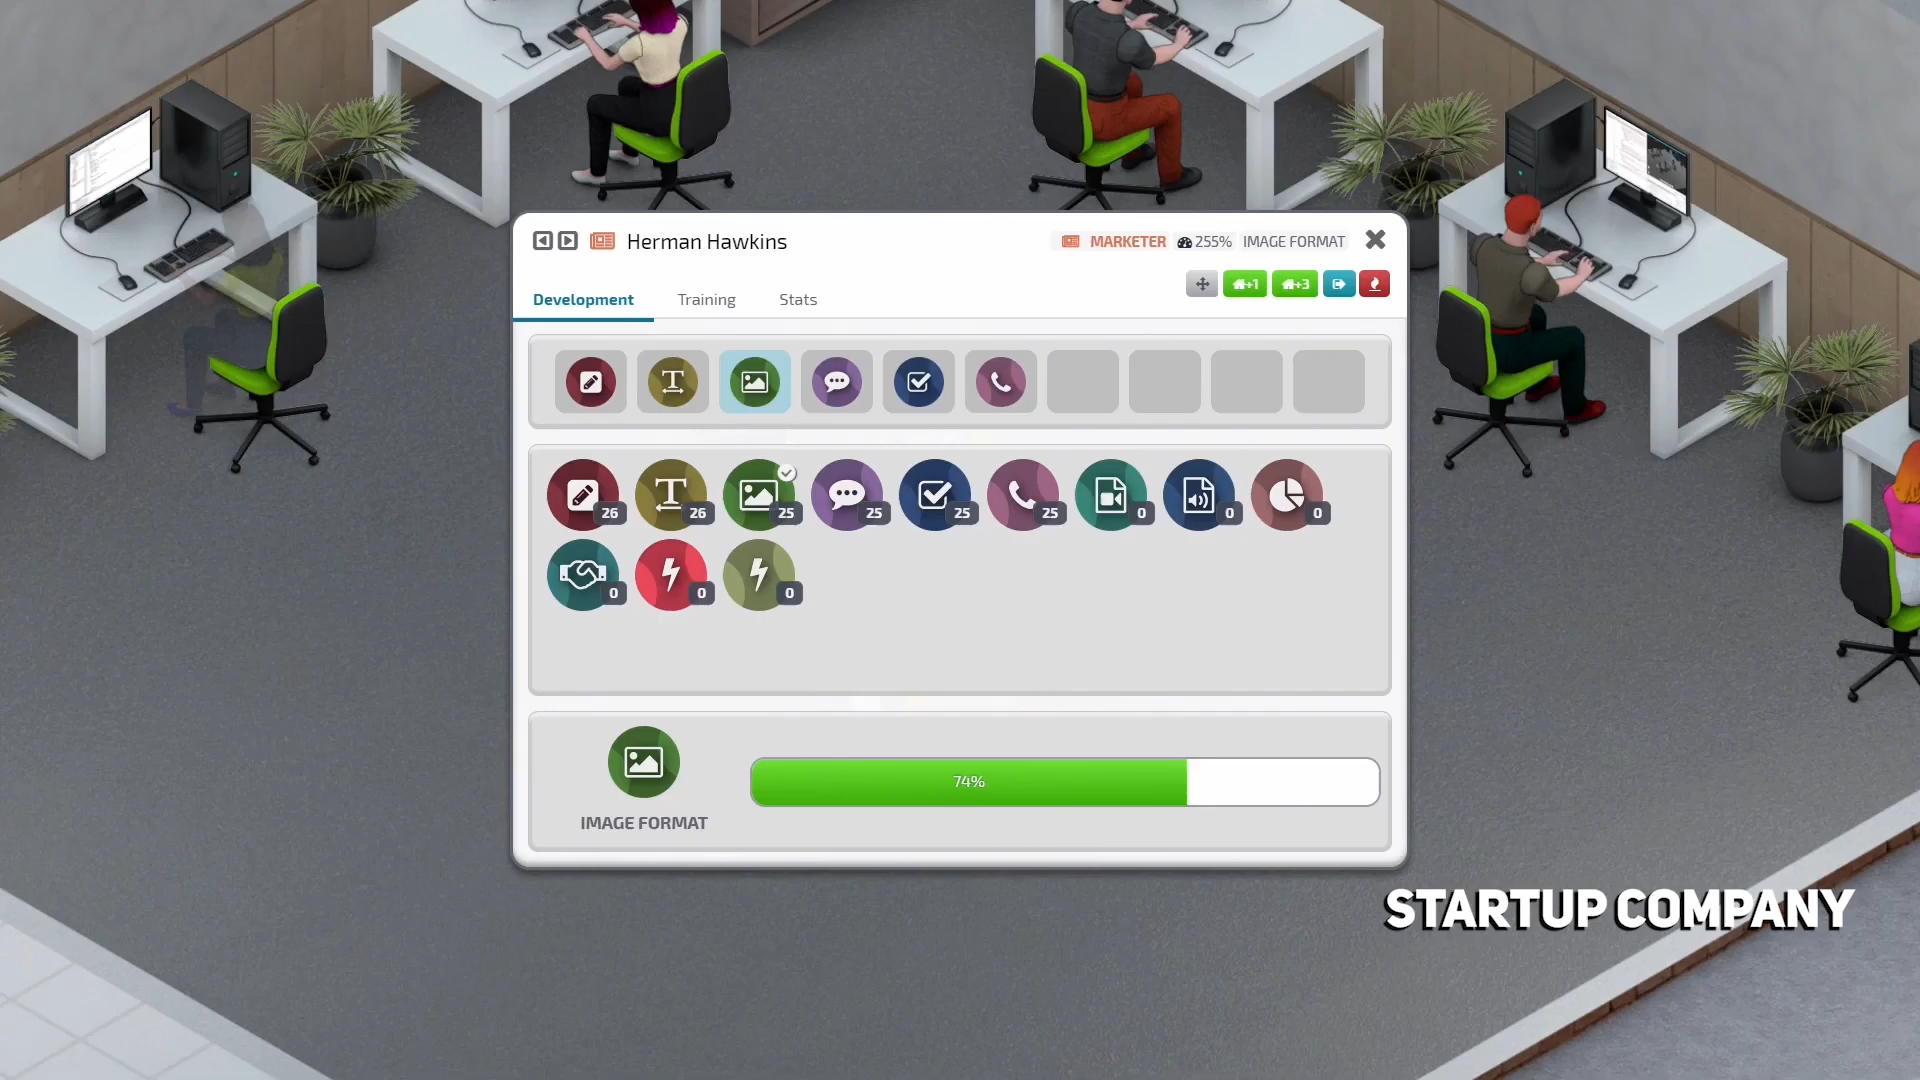 Herman Hawkins
MARKETER 255% IMAGE FORMAT
+1 +3
Development Training Stats
26 26 25 25 25 25 0 0 0
0 0 0
74%
IMAGE FORMAT
STARTUP COMPANY